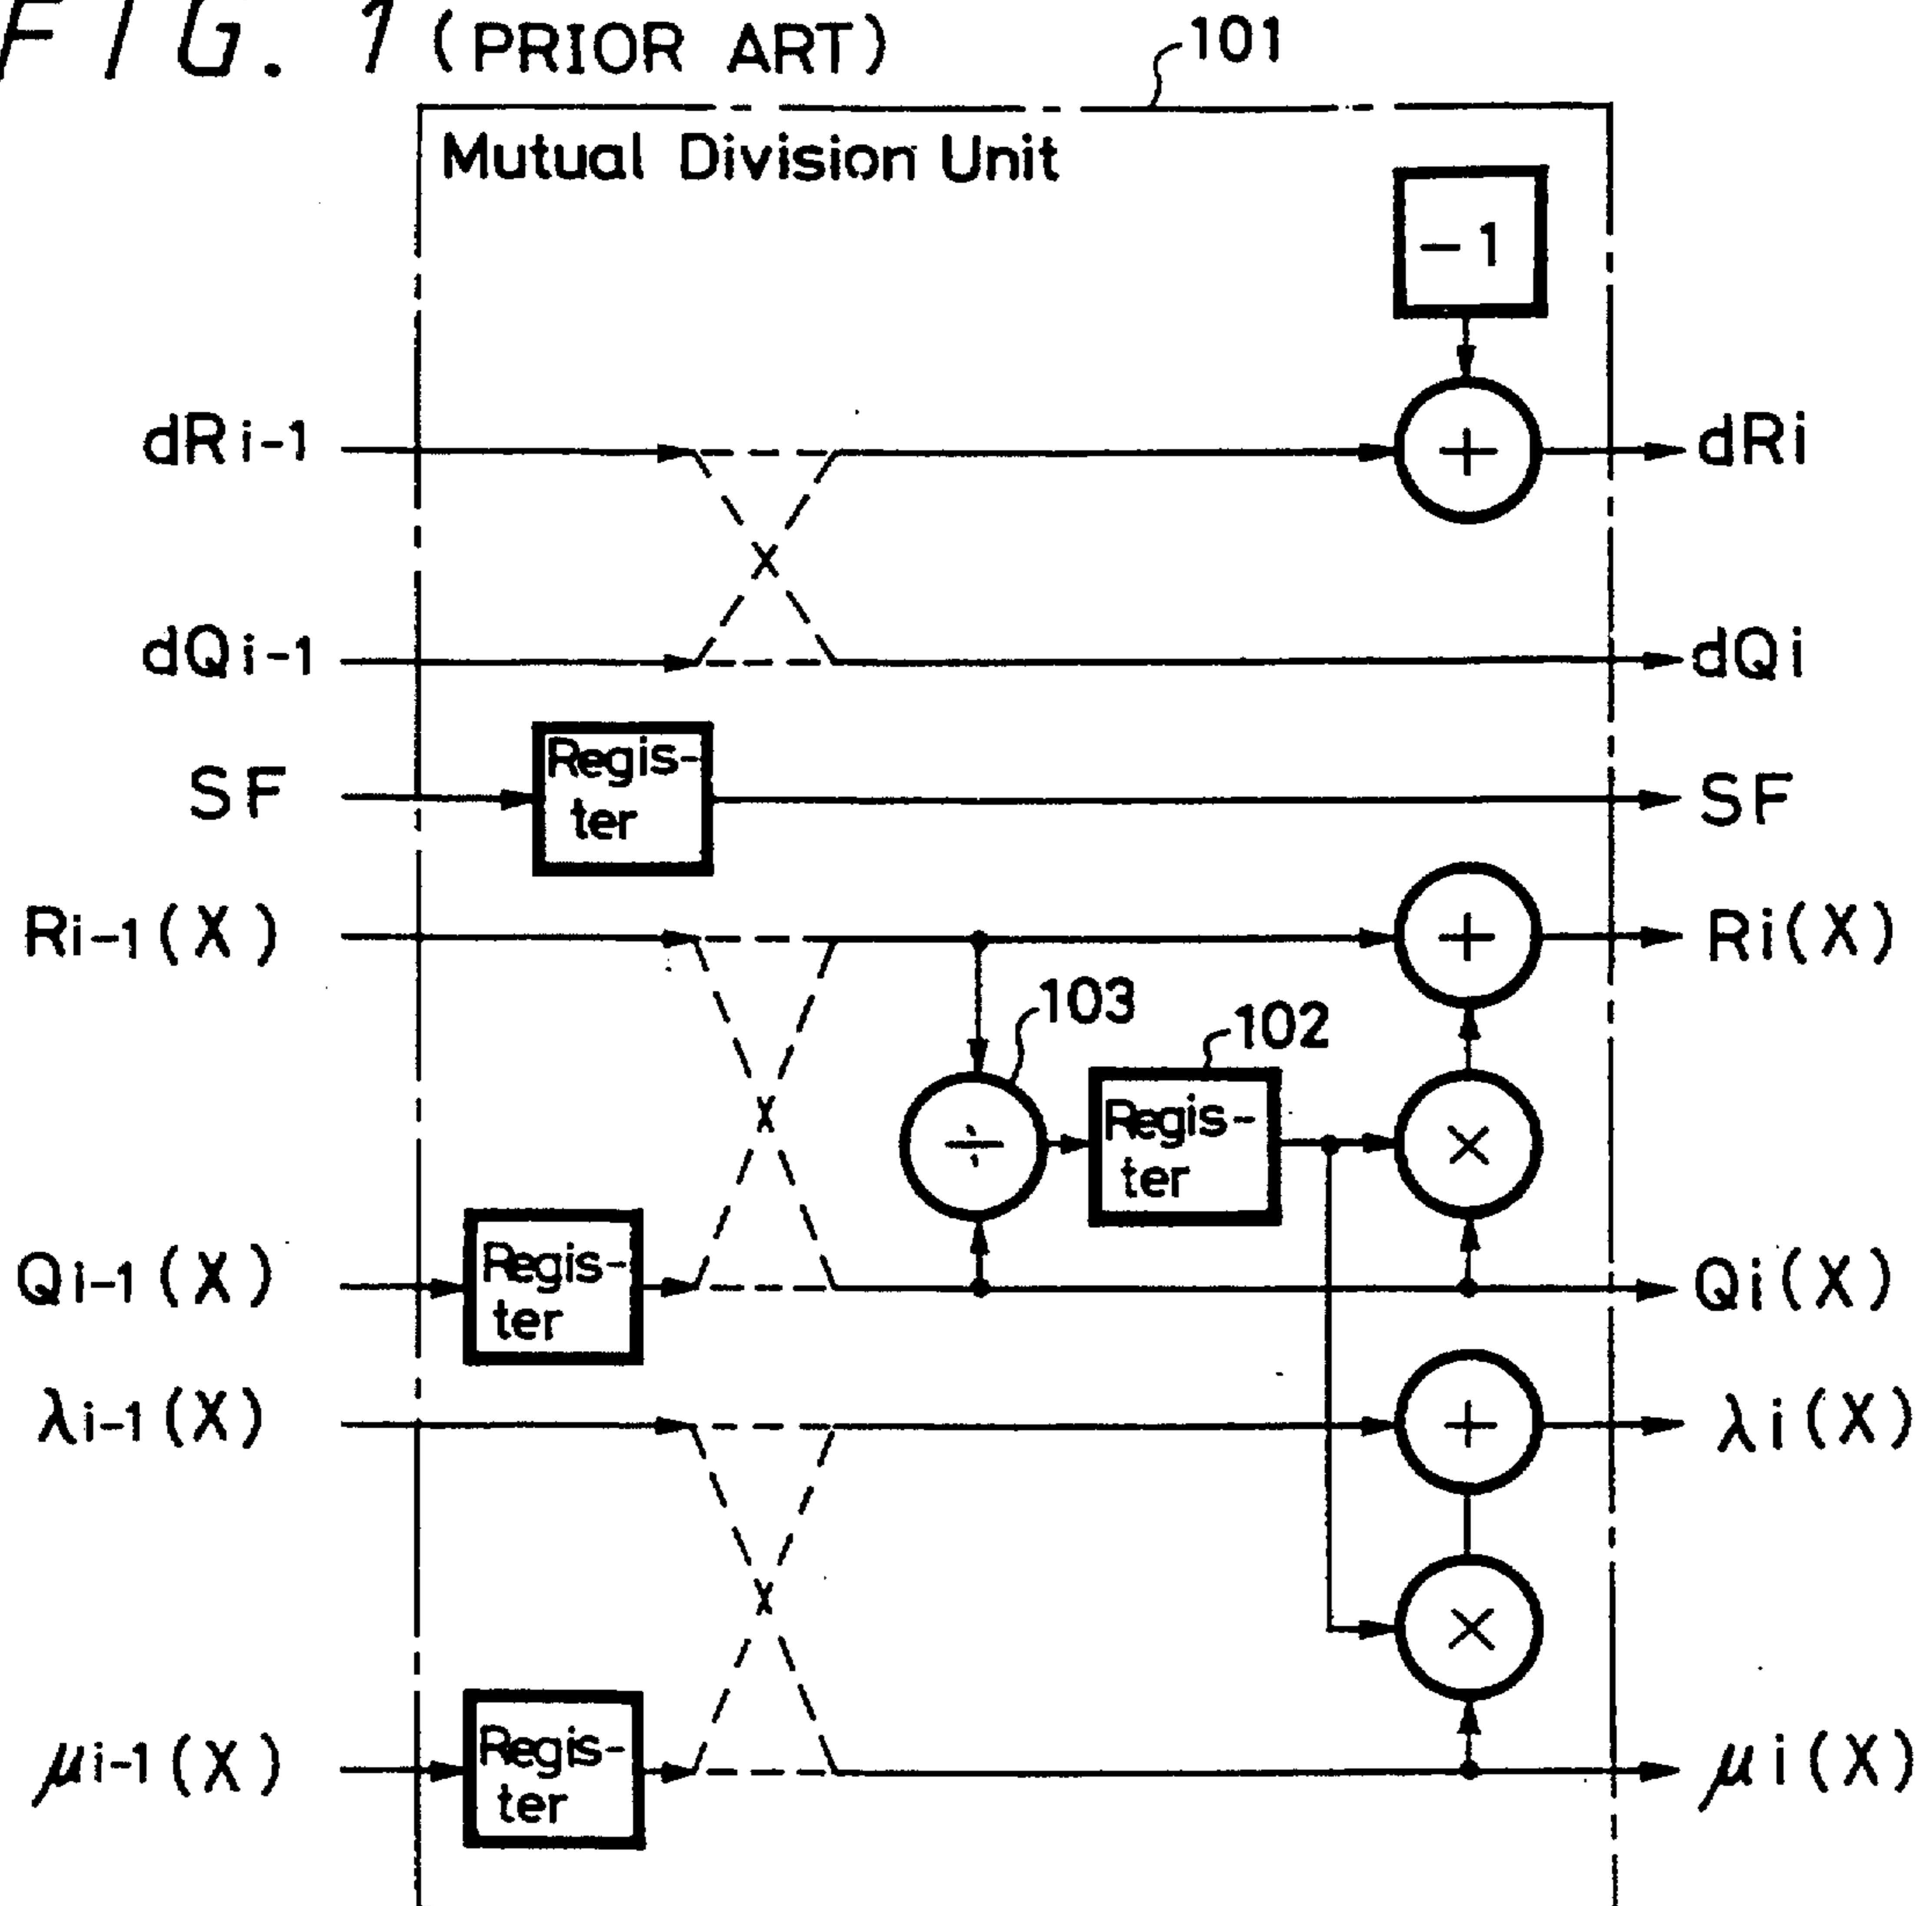 FIG. 1 (PRIOR ART)
101
Mutual Division Unit
-1
dRi-1
+
dRi
dQi-1
dQi
SF
Regis-
ter
SF
Ri-1(X)
+
Ri(X)
103
102
÷
Regis-
ter
×
Qi-1(X)
Regis-
ter
Qi(X)
λi-1(X)
+
λi(X)
×
μi-1(X)
Regis-
ter
μi(X)